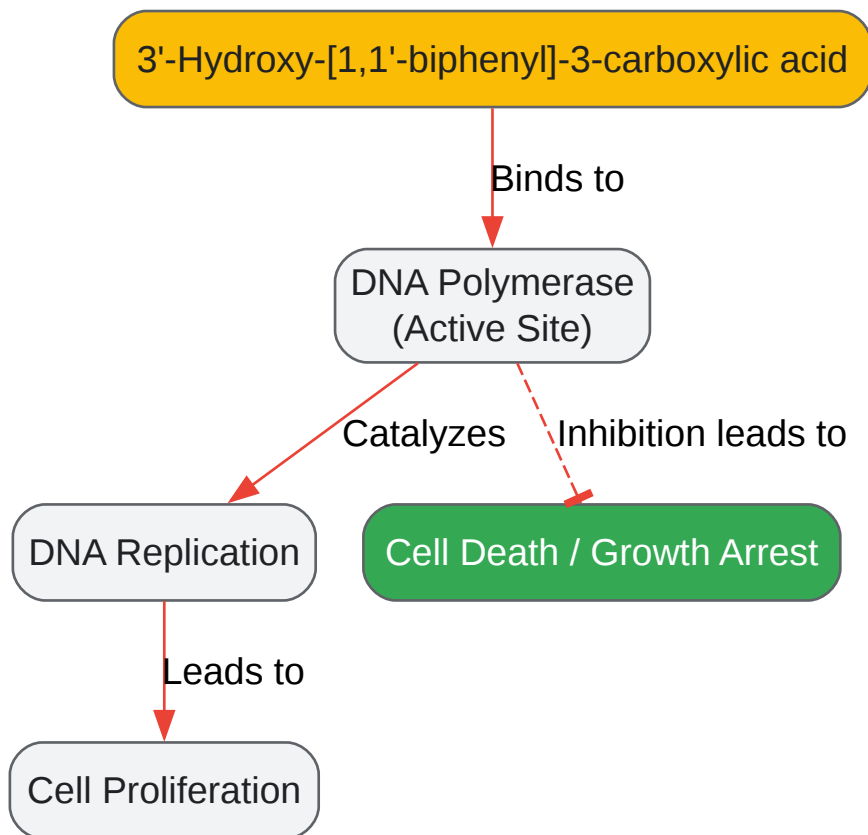 3'-Hydroxy-[1,1'-biphenyl]-3-carboxylic acid
Binds to
DNA Polymerase
(Active Site)
Catalyzes
Inhibition leads to
DNA Replication
Cell Death / Growth Arrest
Leads to
Cell Proliferation